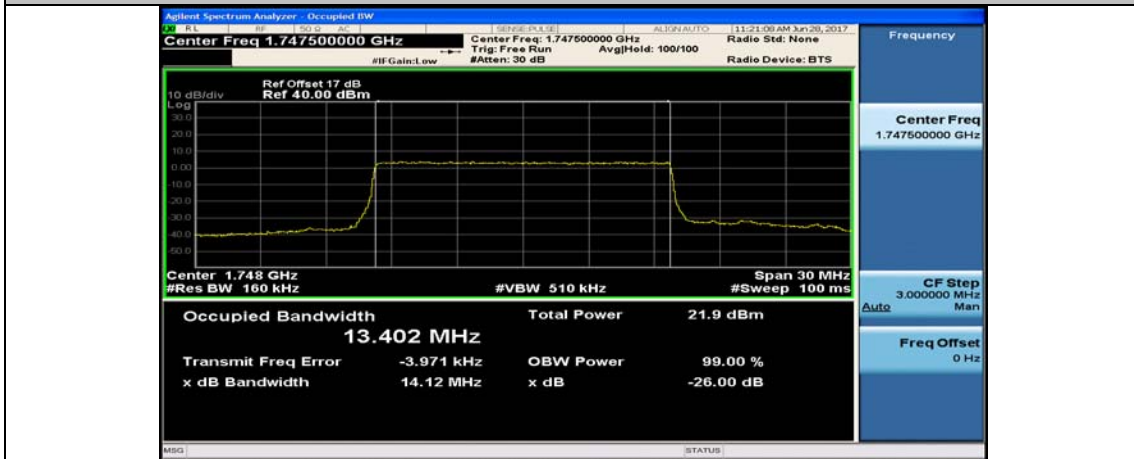 Agilent Spectrum Analyzer - Occupied BW
RL RF 50 Ω AC SENSE:PULSE ALIGN AUTO 11:21:08 AM Jun 28, 2017
Center Freq 1.747500000 GHz
Center Freq: 1.747500000 GHz
Radio Std: None
Trig: Free Run Avg|Hold: 100/100
#IFGain:Low
#Atten: 30 dB
Radio Device: BTS
Ref Offset 17 dB
10 dB/div Ref 40.00 dBm
Log
30.0
20.0
10.0
0.00
-10.0
-20.0
-30.0
-40.0
-50.0
Center 1.748 GHz
Span 30 MHz
#Res BW 160 kHz
#VBW 510 kHz
#Sweep 100 ms
Occupied Bandwidth
Total Power 21.9 dBm
13.402 MHz
Transmit Freq Error -3.971 kHz
OBW Power 99.00 %
x dB Bandwidth 14.12 MHz
x dB -26.00 dB
MSG
STATUS
Frequency
Center Freq
1.747500000 GHz
CF Step
3.000000 MHz
Auto Man
Freq Offset
0 Hz